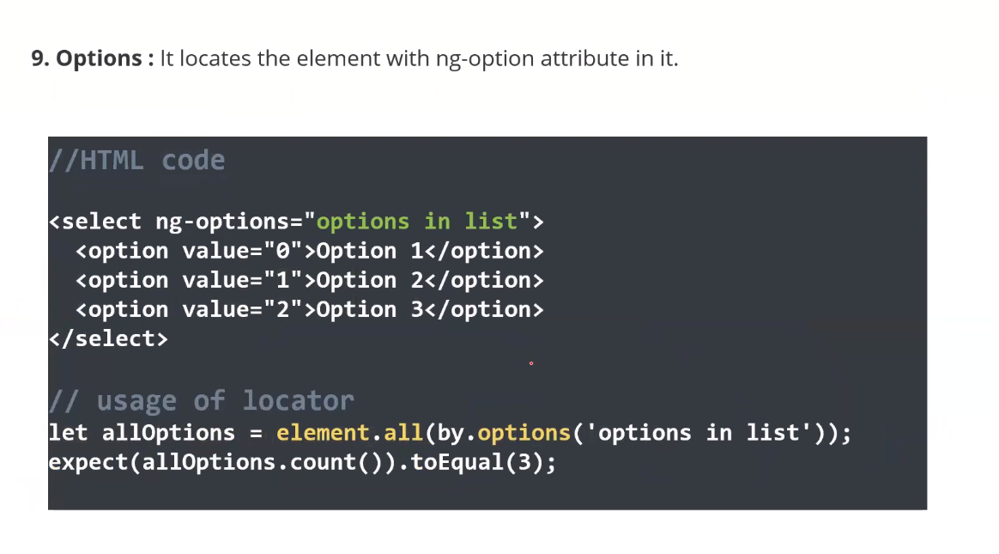 9. Options : It locates the element with ng-option attribute in it.
//HTML code
<select ng-options="options in list">
  <option value="0">Option 1</option>
  <option value="1">Option 2</option>
  <option value="2">Option 3</option>
</select>
// usage of locator
let allOptions = element.all(by.options('options in list'));
expect(allOptions.count()).toEqual(3);